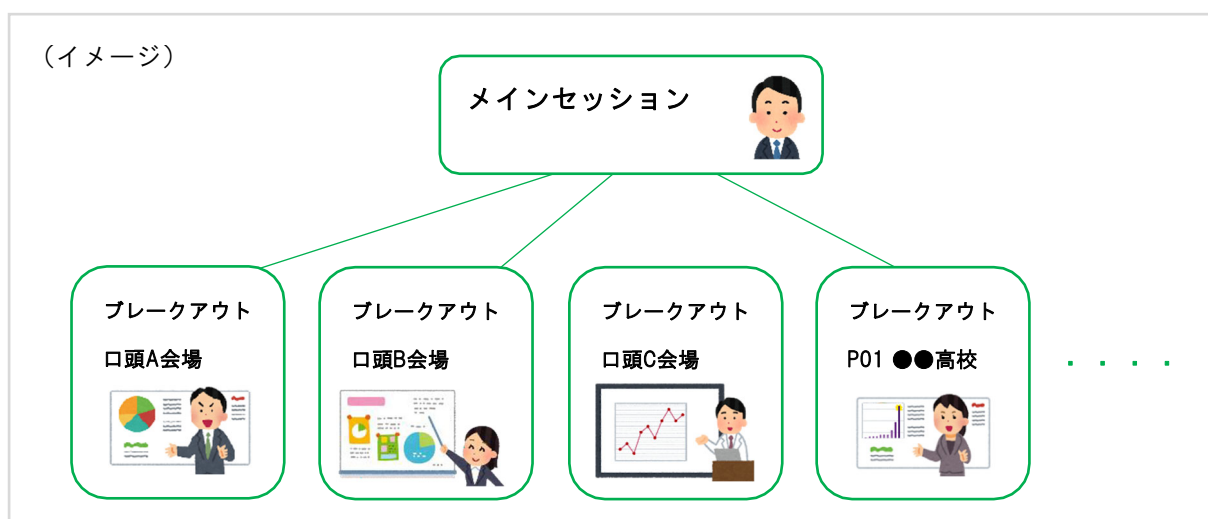 （イメージ）
メインセッション
ブレークアウト
口頭A会場
ブレークアウト
口頭B会場
ブレークアウト
口頭C会場
ブレークアウト
P01 ●●高校
．．．．